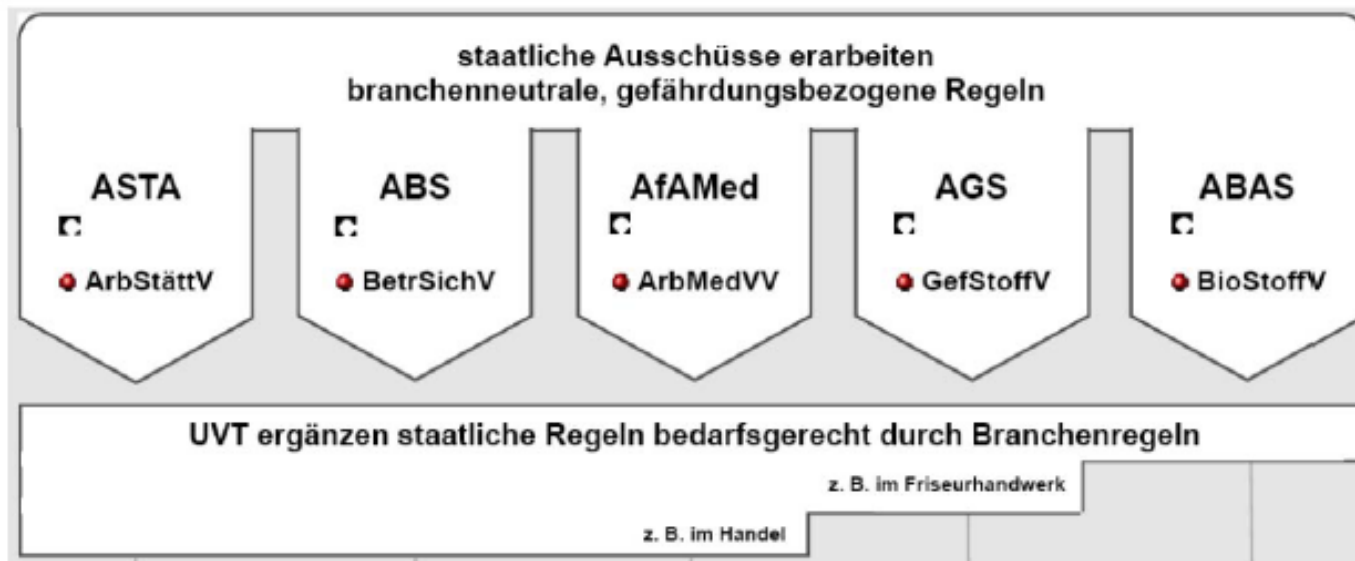 staatliche Ausschüsse erarbeiten
branchenneutrale, gefährdungsbezogene Regeln
ASTA
ABS
AfAMed
AGS
ABAS
ArbStättV
BetrSichV
ArbMedVV
GefStoffV
BioStoffV
UVT ergänzen staatliche Regeln bedarfsgerecht durch Branchenregeln
z. B. im Friseurhandwerk
z. B. im Handel